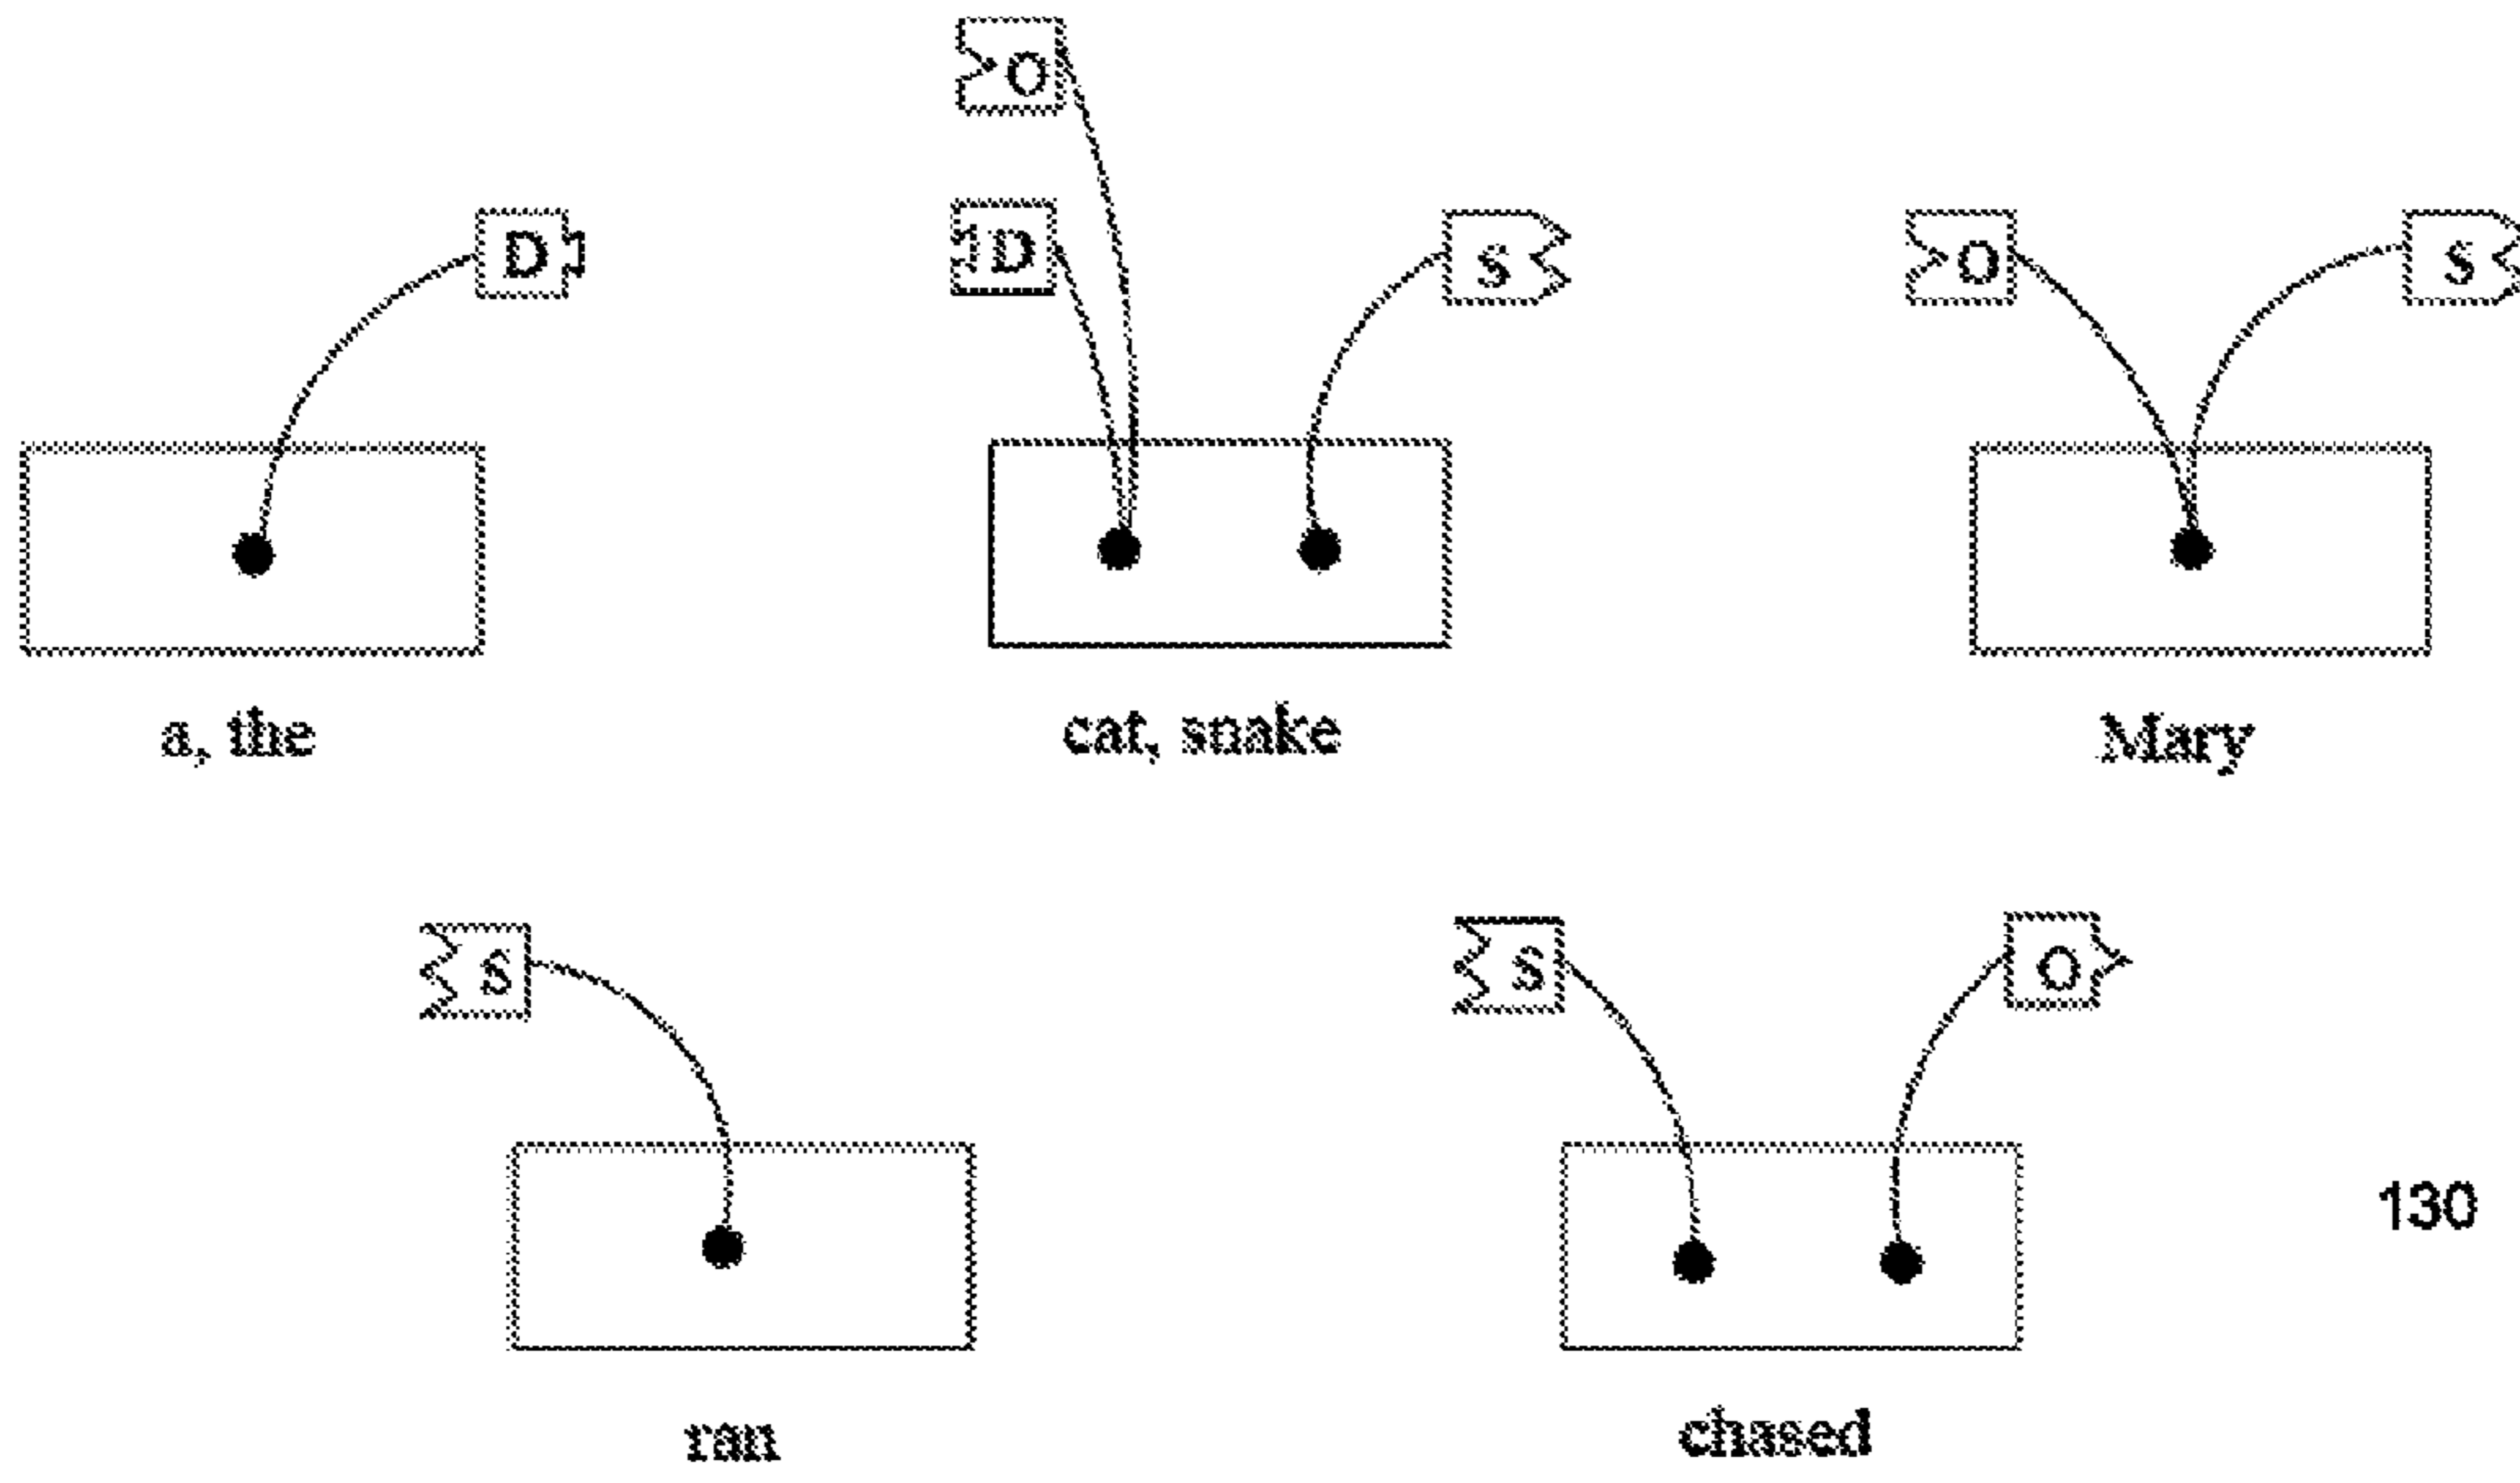 O
D D S O S
a, the cat, snake Mary
S S O
130
ran chased